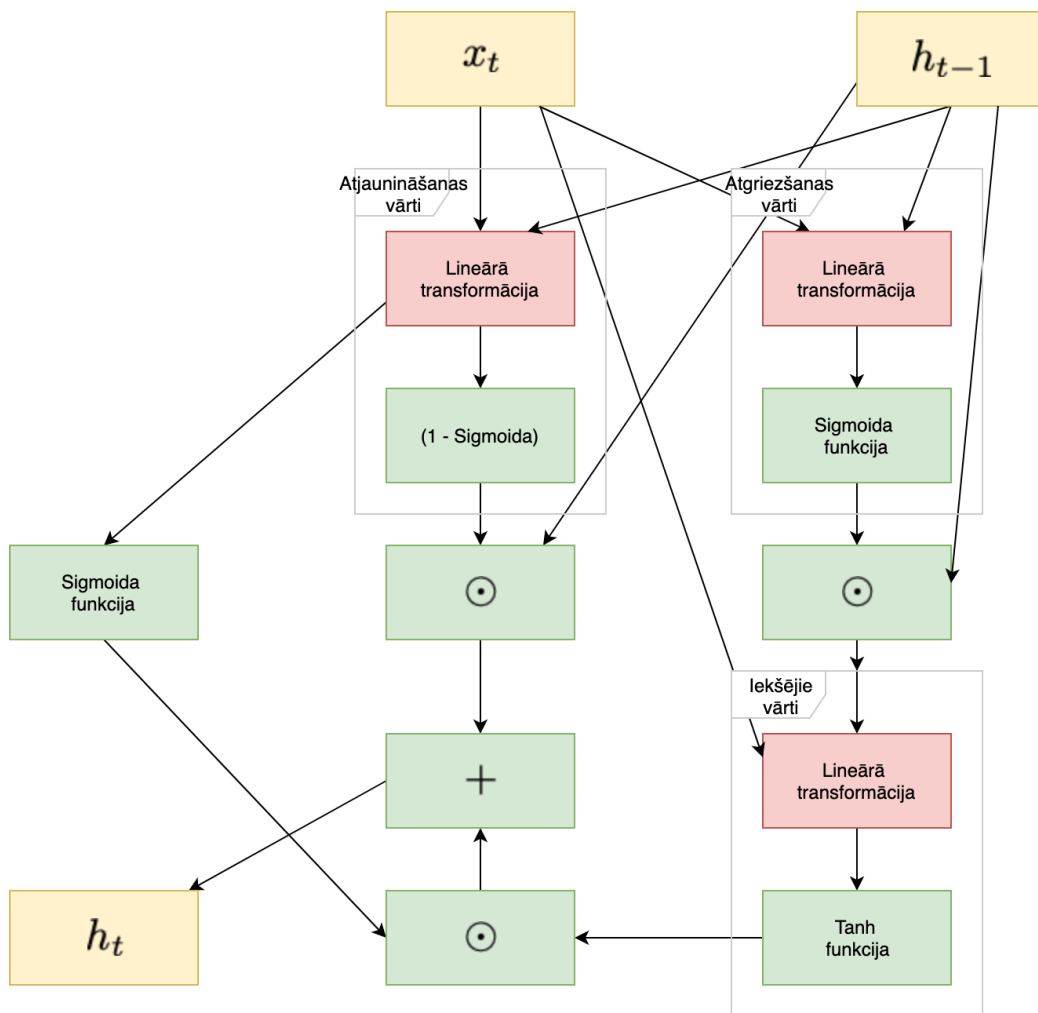 x_t
h_{t-1}
Atjaunināšanas
vārti
Atgriezšanas
vārti
Lineārā
transformācija
Lineārā
transformācija
(1 - Sigmoida)
Sigmoida
funkcija
Sigmoida
funkcija
⊙
⊙
Iekšējie
vārti
+
Lineārā
transformācija
h_t
⊙
Tanh
funkcija